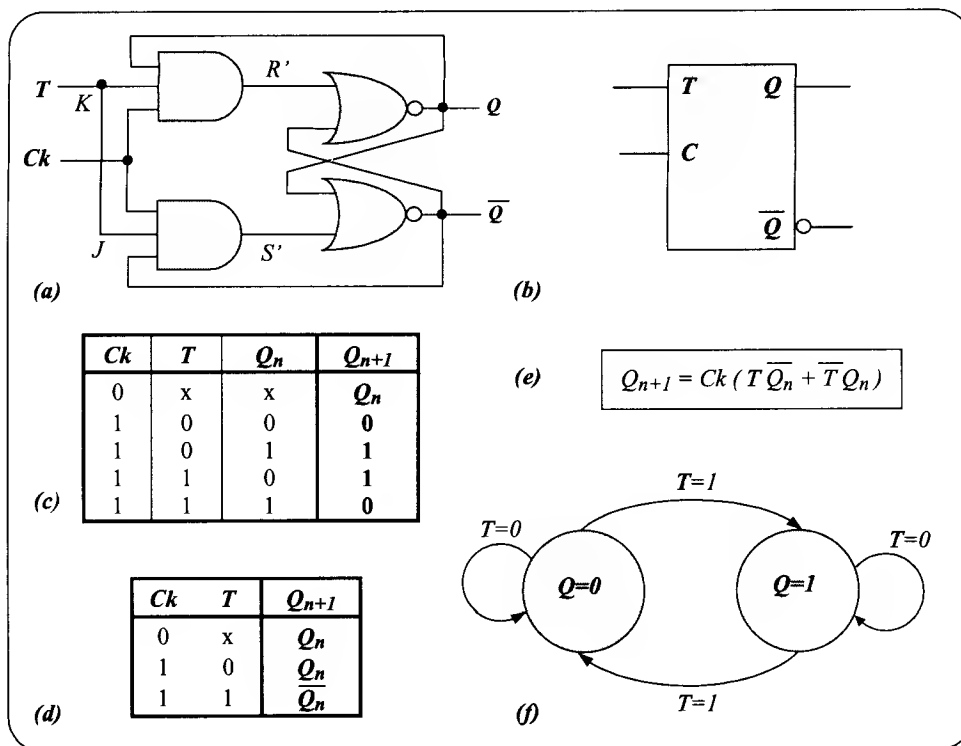 T
K
R'
Q
Ck
J
S'
Q̅
(a)
T Q
C
Q̅
(b)
Ck T Qₙ Qₙ₊₁
0 x x Qₙ
1 0 0 0
1 0 1 1
1 1 0 1
1 1 1 0
(c)
Ck T Qₙ₊₁
0 x Qₙ
1 0 Qₙ
1 1 Q̅ₙ
(d)
(e)
Qₙ₊₁ = Ck ( T Q̅ₙ + T̅ Qₙ )
T=1
T=0
Q=0
Q=1
T=0
T=1
(f)